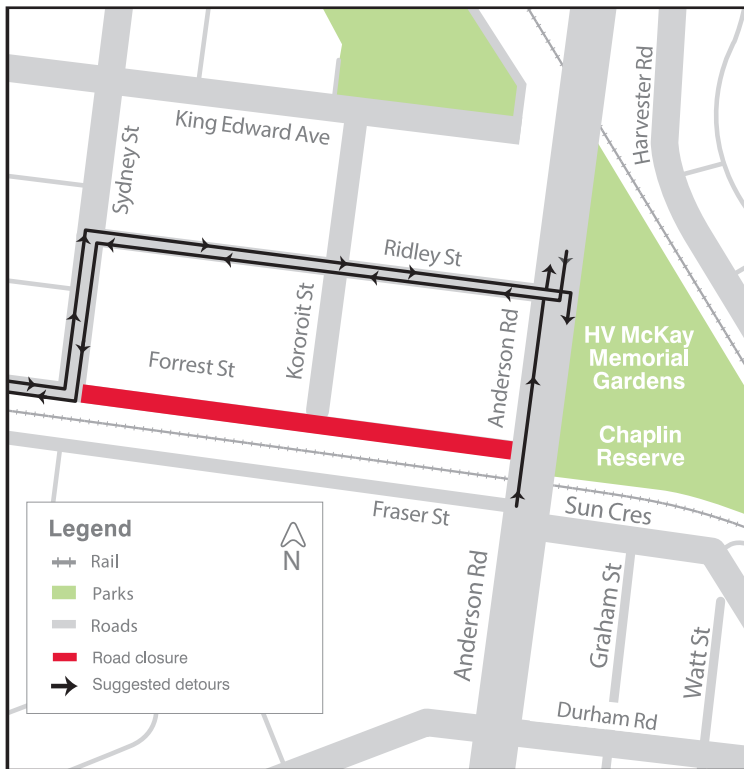 Harvester Rd
King Edward Ave
Sydney St
Ridley St
Kororoit St
Anderson Rd
Forrest St
HV McKay
Memorial
Gardens
Chaplin
Reserve
Fraser St
Sun Cres
Anderson Rd
Graham St
Watt St
Durham Rd
Legend
N
Rail
Parks
Roads
Road closure
Suggested detours